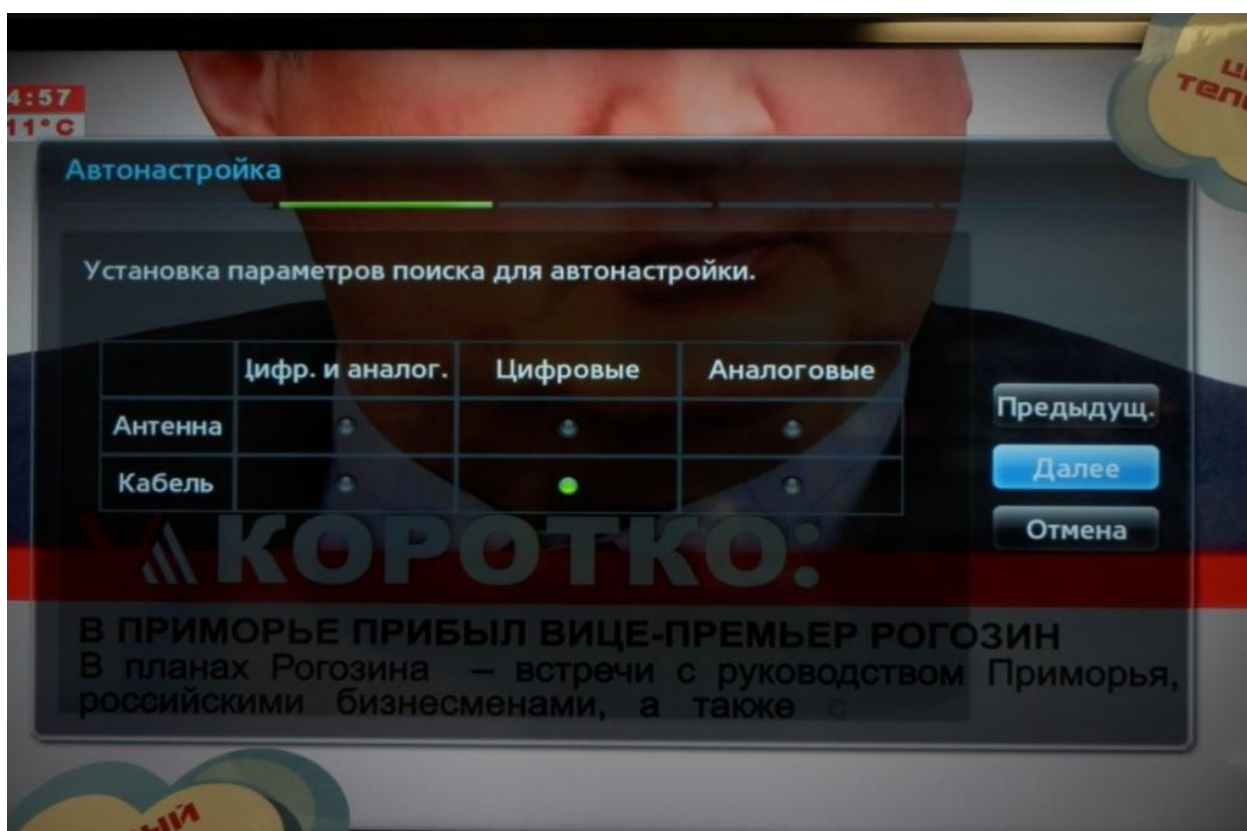 4:57
11°C
Автонастройка
Установка параметров поиска для автонастройки.
Цифр. и аналог. Цифровые Аналоговые
Антенна
Кабель
Предыдущ.
Далее
Отмена
КОРОТКО:
В ПРИМОРЬЕ ПРИБЫЛ ВИЦЕ-ПРЕМЬЕР РОГОЗИН
В планах Рогозина – встречи с руководством Приморья,
российскими бизнесменами, а также с